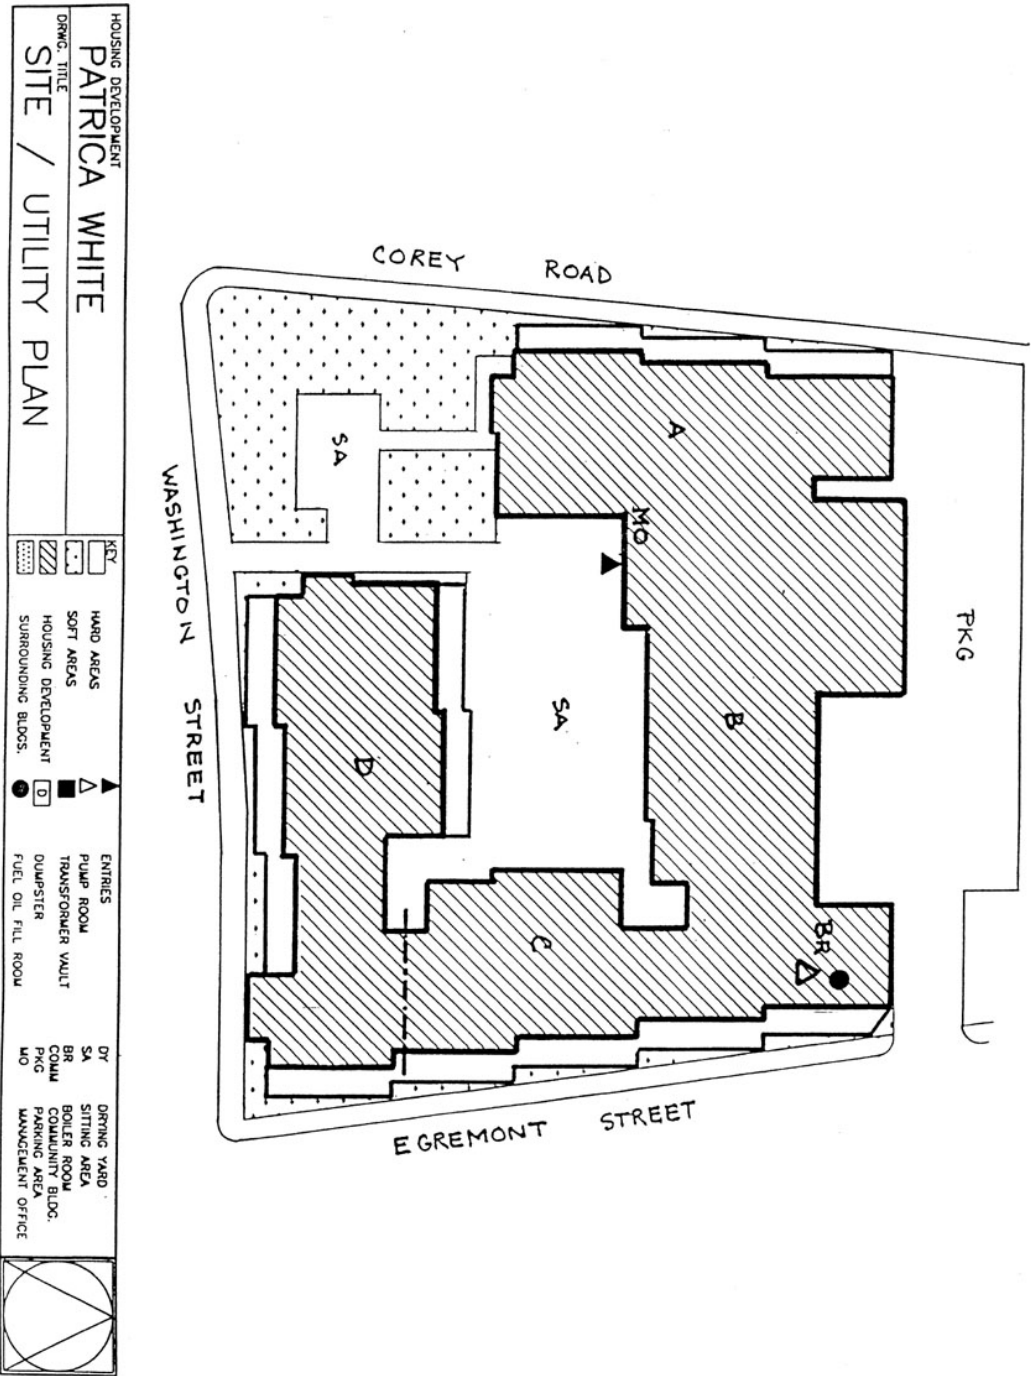 HOUSING DEVELOPMENT
PATRICA WHITE
DRWG. TITLE
SITE / UTILITY PLAN
KEY
HARD AREAS
SOFT AREAS
HOUSING DEVELOPMENT
SURROUNDING BLDGS.
ENTRIES
PUMP ROOM
TRANSFORMER VAULT
D DUMPSTER
FUEL OIL FILL ROOM
DY DRYING YARD
SA SITTING AREA
BR BOILER ROOM
COMM COMMUNITY BLDG.
PKG PARKING AREA
MO MANAGEMENT OFFICE
COREY ROAD
A
SA
MO
PKG
WASHINGTON STREET
SA
B
D
BR
C
EGREMONT STREET